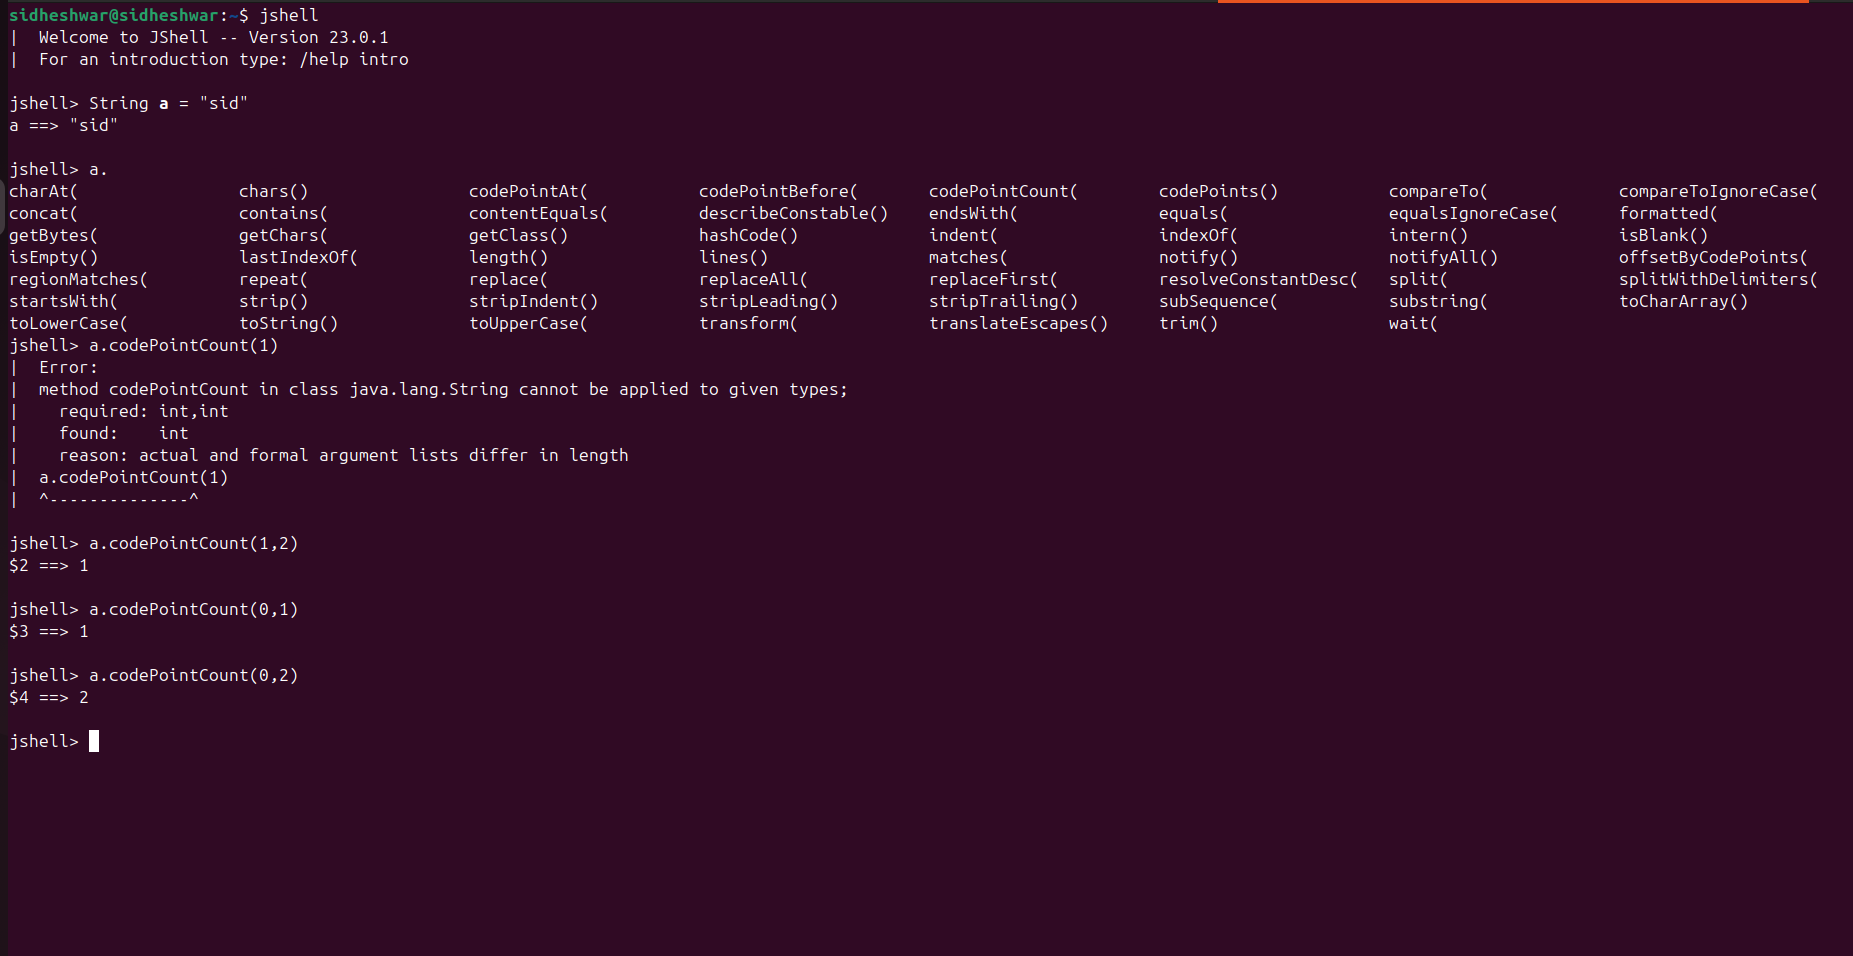 sidheshwar@sidheshwar:~$ jshell
|  Welcome to JShell -- Version 23.0.1
|  For an introduction type: /help intro

jshell> String a = "sid"
a ==> "sid"

jshell> a.
charAt(                chars()                codePointAt(           codePointBefore(       codePointCount(        codePoints()           compareTo(             compareToIgnoreCase(
concat(                contains(              contentEquals(         describeConstable()    endsWith(              equals(                equalsIgnoreCase(      formatted(
getBytes(              getChars(              getClass()             hashCode()             indent(                indexOf(               intern()               isBlank()
isEmpty()              lastIndexOf(           length()               lines()                matches(               notify()               notifyAll()            offsetByCodePoints(
regionMatches(         repeat(                replace(               replaceAll(            replaceFirst(          resolveConstantDesc(   split(                 splitWithDelimiters(
startsWith(            strip()                stripIndent()          stripLeading()         stripTrailing()        subSequence(           substring(             toCharArray()
toLowerCase(           toString()             toUpperCase(           transform(             translateEscapes()     trim()                 wait(
jshell> a.codePointCount(1)
|  Error:
|  method codePointCount in class java.lang.String cannot be applied to given types;
|    required: int,int
|    found:    int
|    reason: actual and formal argument lists differ in length
|  a.codePointCount(1)
|  ^--------------^

jshell> a.codePointCount(1,2)
$2 ==> 1

jshell> a.codePointCount(0,1)
$3 ==> 1

jshell> a.codePointCount(0,2)
$4 ==> 2

jshell>